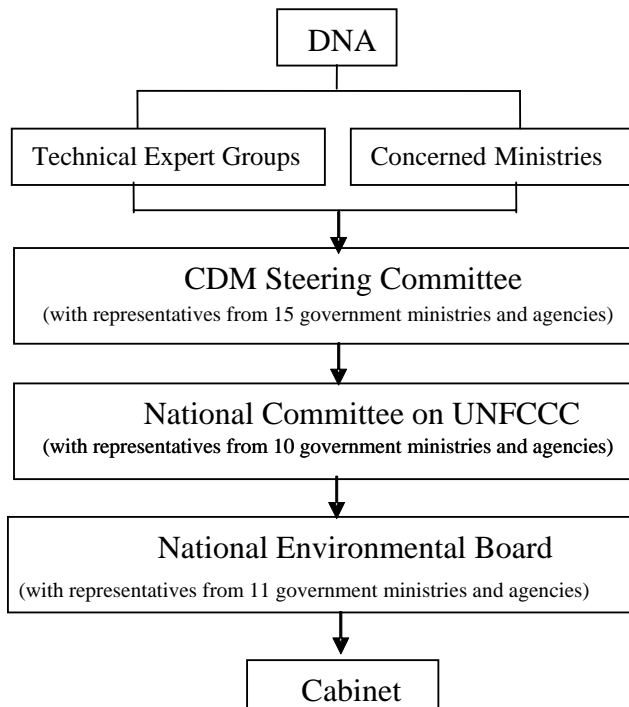 DNA
Technical Expert Groups
Concerned Ministries
CDM Steering Committee
(with representatives from 15 government ministries and agencies)
National Committee on UNFCCC
(with representatives from 10 government ministries and agencies)
National Environmental Board
(with representatives from 11 government ministries and agencies)
Cabinet